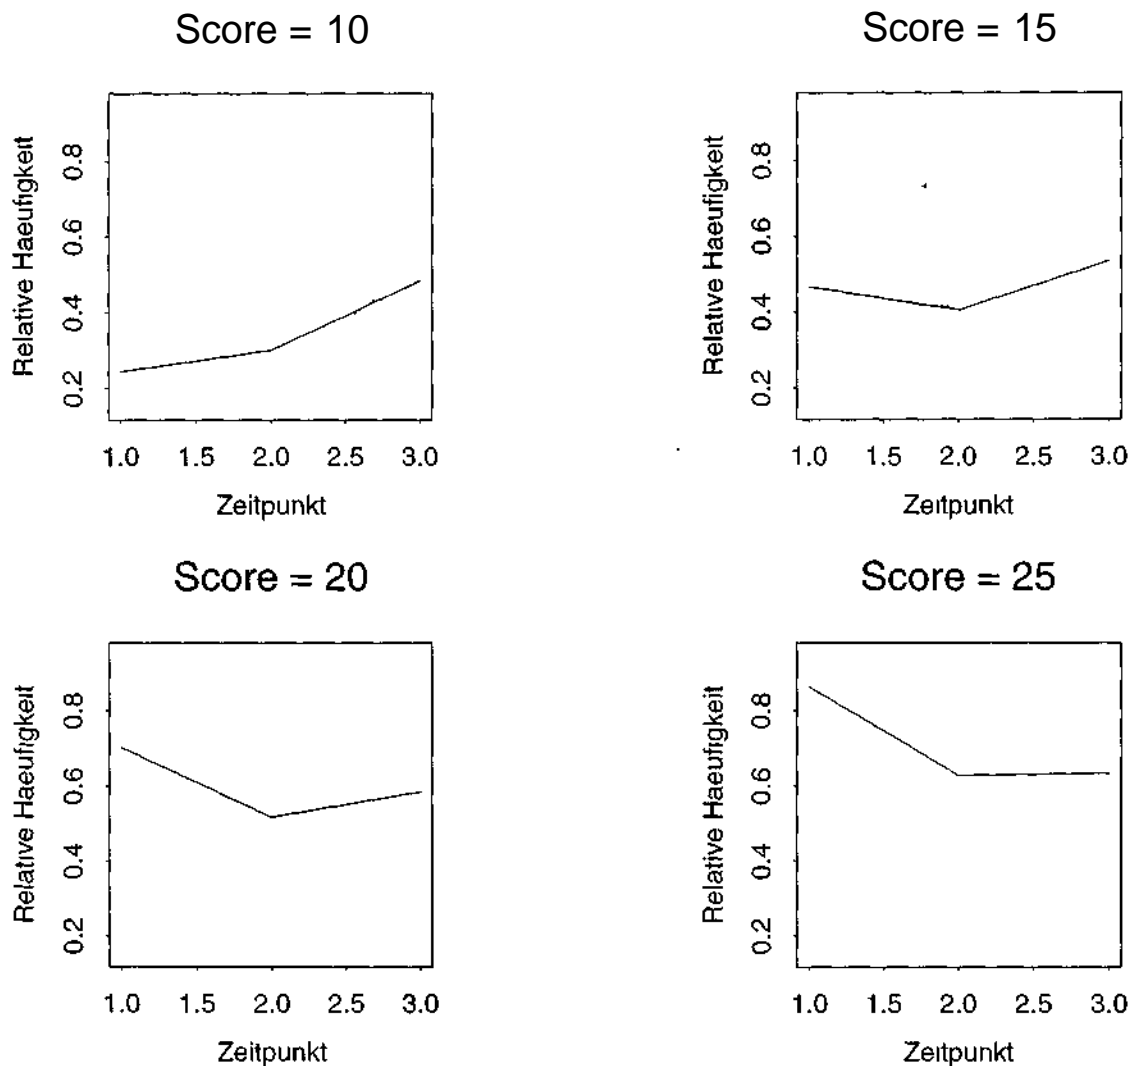 Score = 10
Relative Haeufigkeit
0.8
0.6
0.4
0.2
1.0 1.5 2.0 2.5 3.0
Zeitpunkt
Score = 15
Relative Haeufigkeit
0.8
0.6
0.4
0.2
1.0 1.5 2.0 2.5 3.0
Zeitpunkt
Score = 20
Relative Haeufigkeit
0.8
0.6
0.4
0.2
1.0 1.5 2.0 2.5 3.0
Zeitpunkt
Score = 25
Relative Haeufigkeit
0.8
0.6
0.4
0.2
1.0 1.5 2.0 2.5 3.0
Zeitpunkt